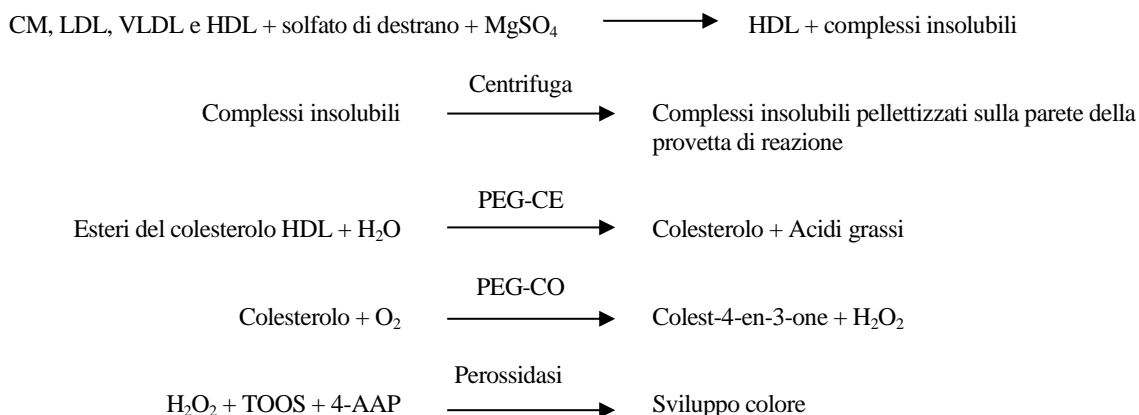 CM, LDL, VLDL e HDL + solfato di destrano + MgSO₄ HDL + complessi insolubili
Centrifuga
Complessi insolubili Complessi insolubili pellettizzati sulla parete della
provetta di reazione
PEG-CE
Esteri del colesterolo HDL + H₂O Colesterolo + Acidi grassi
PEG-CO
Colesterolo + O₂ Colest-4-en-3-one + H₂O₂
Perossidasi
H₂O₂ + TOOS + 4-AAP Sviluppo colore